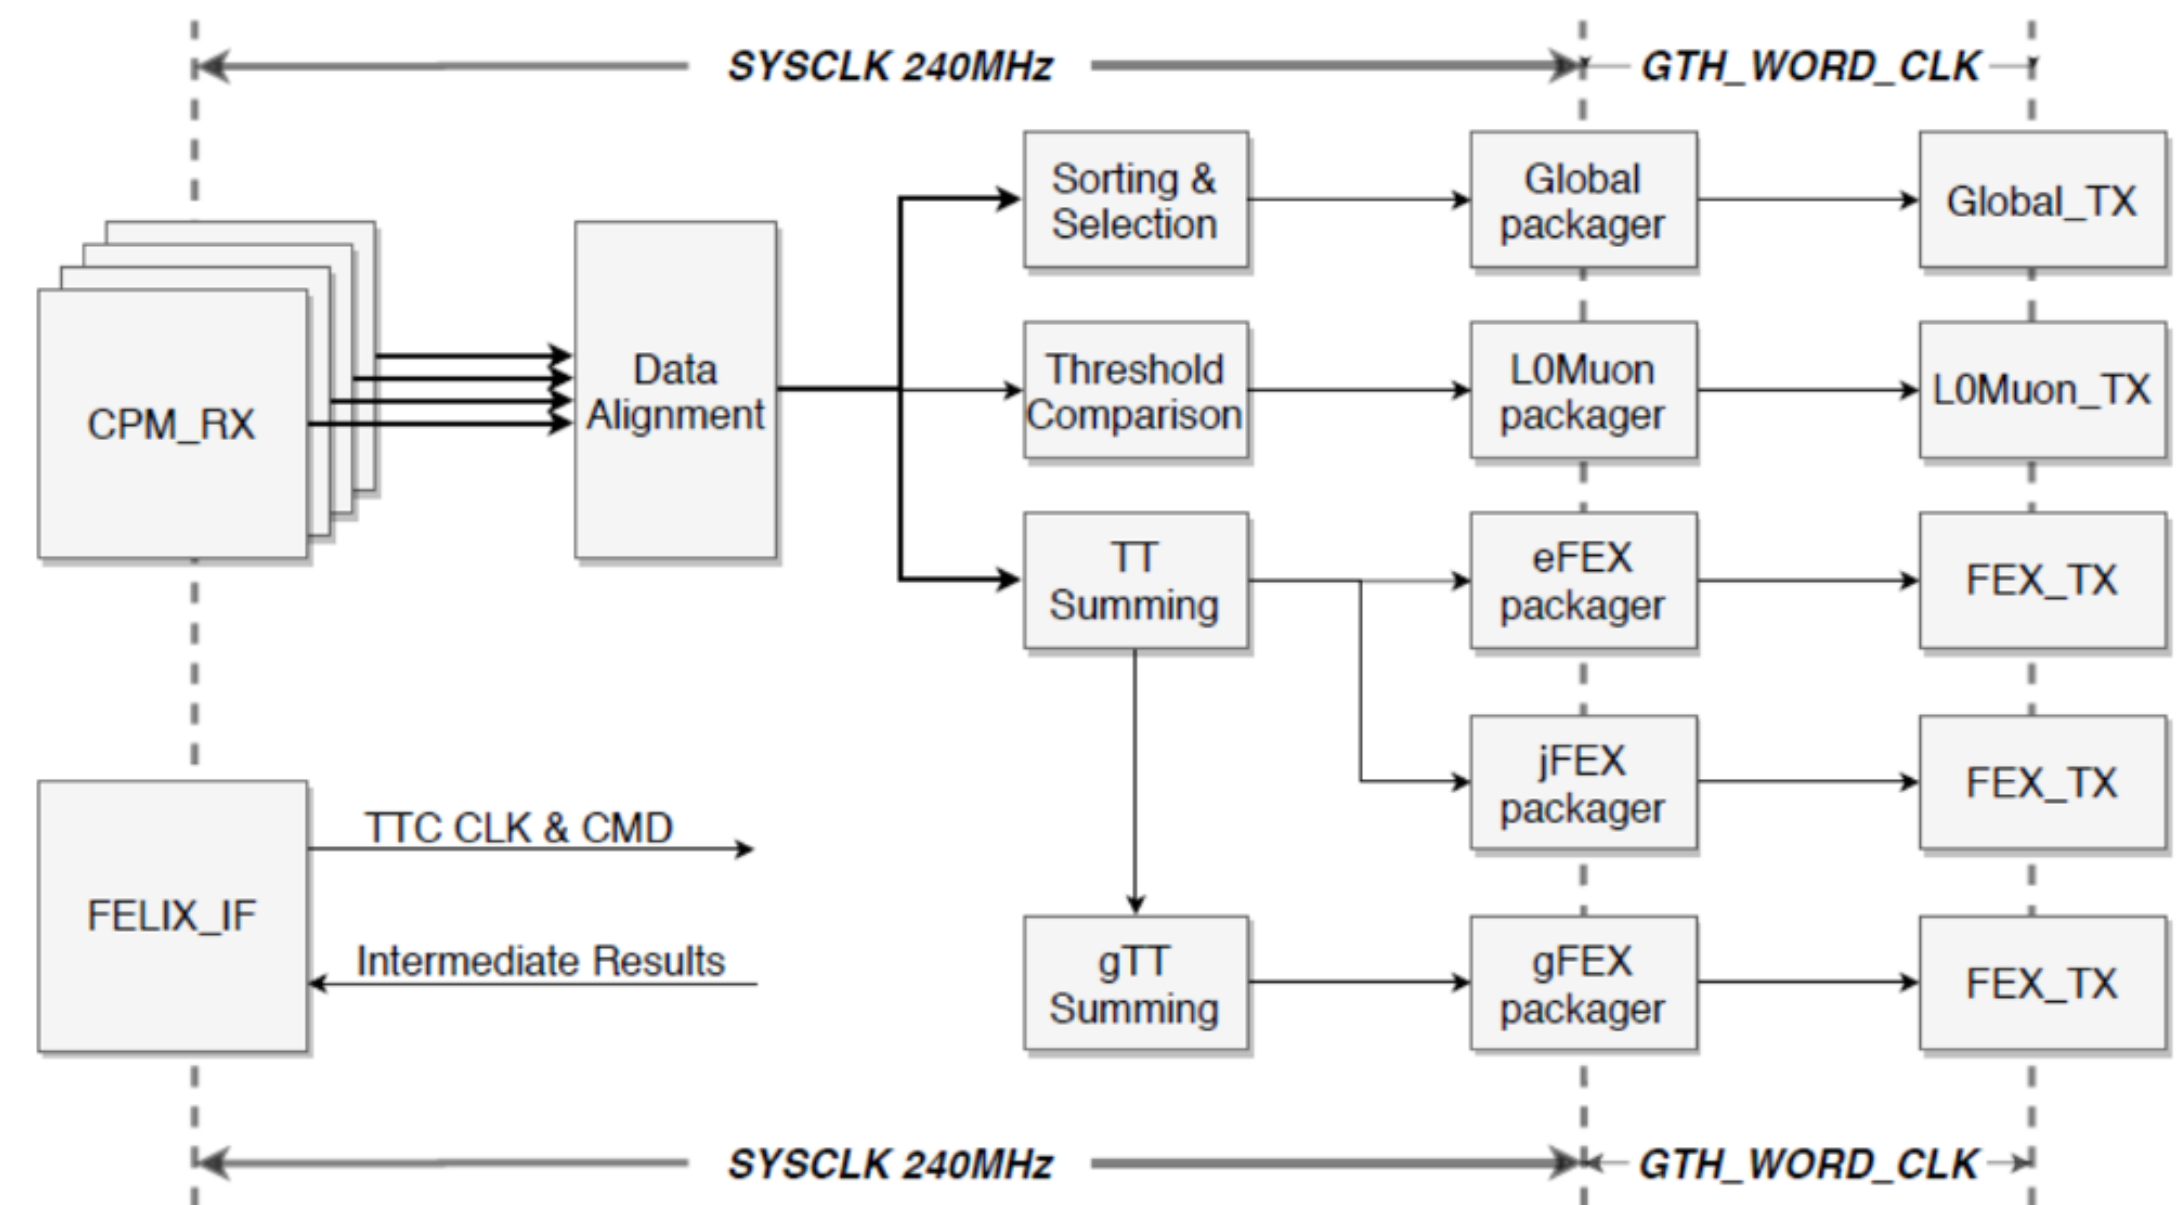 SYSCLK 240MHz
GTH_WORD_CLK
Sorting &
Selection
Global
packager
Global_TX
CPM_RX
Data
Alignment
Threshold
Comparison
L0Muon
packager
L0Muon_TX
TT
Summing
eFEX
packager
FEX_TX
jFEX
packager
FEX_TX
FELIX_IF
TTC CLK & CMD
Intermediate Results
gTT
Summing
gFEX
packager
FEX_TX
SYSCLK 240MHz
GTH_WORD_CLK